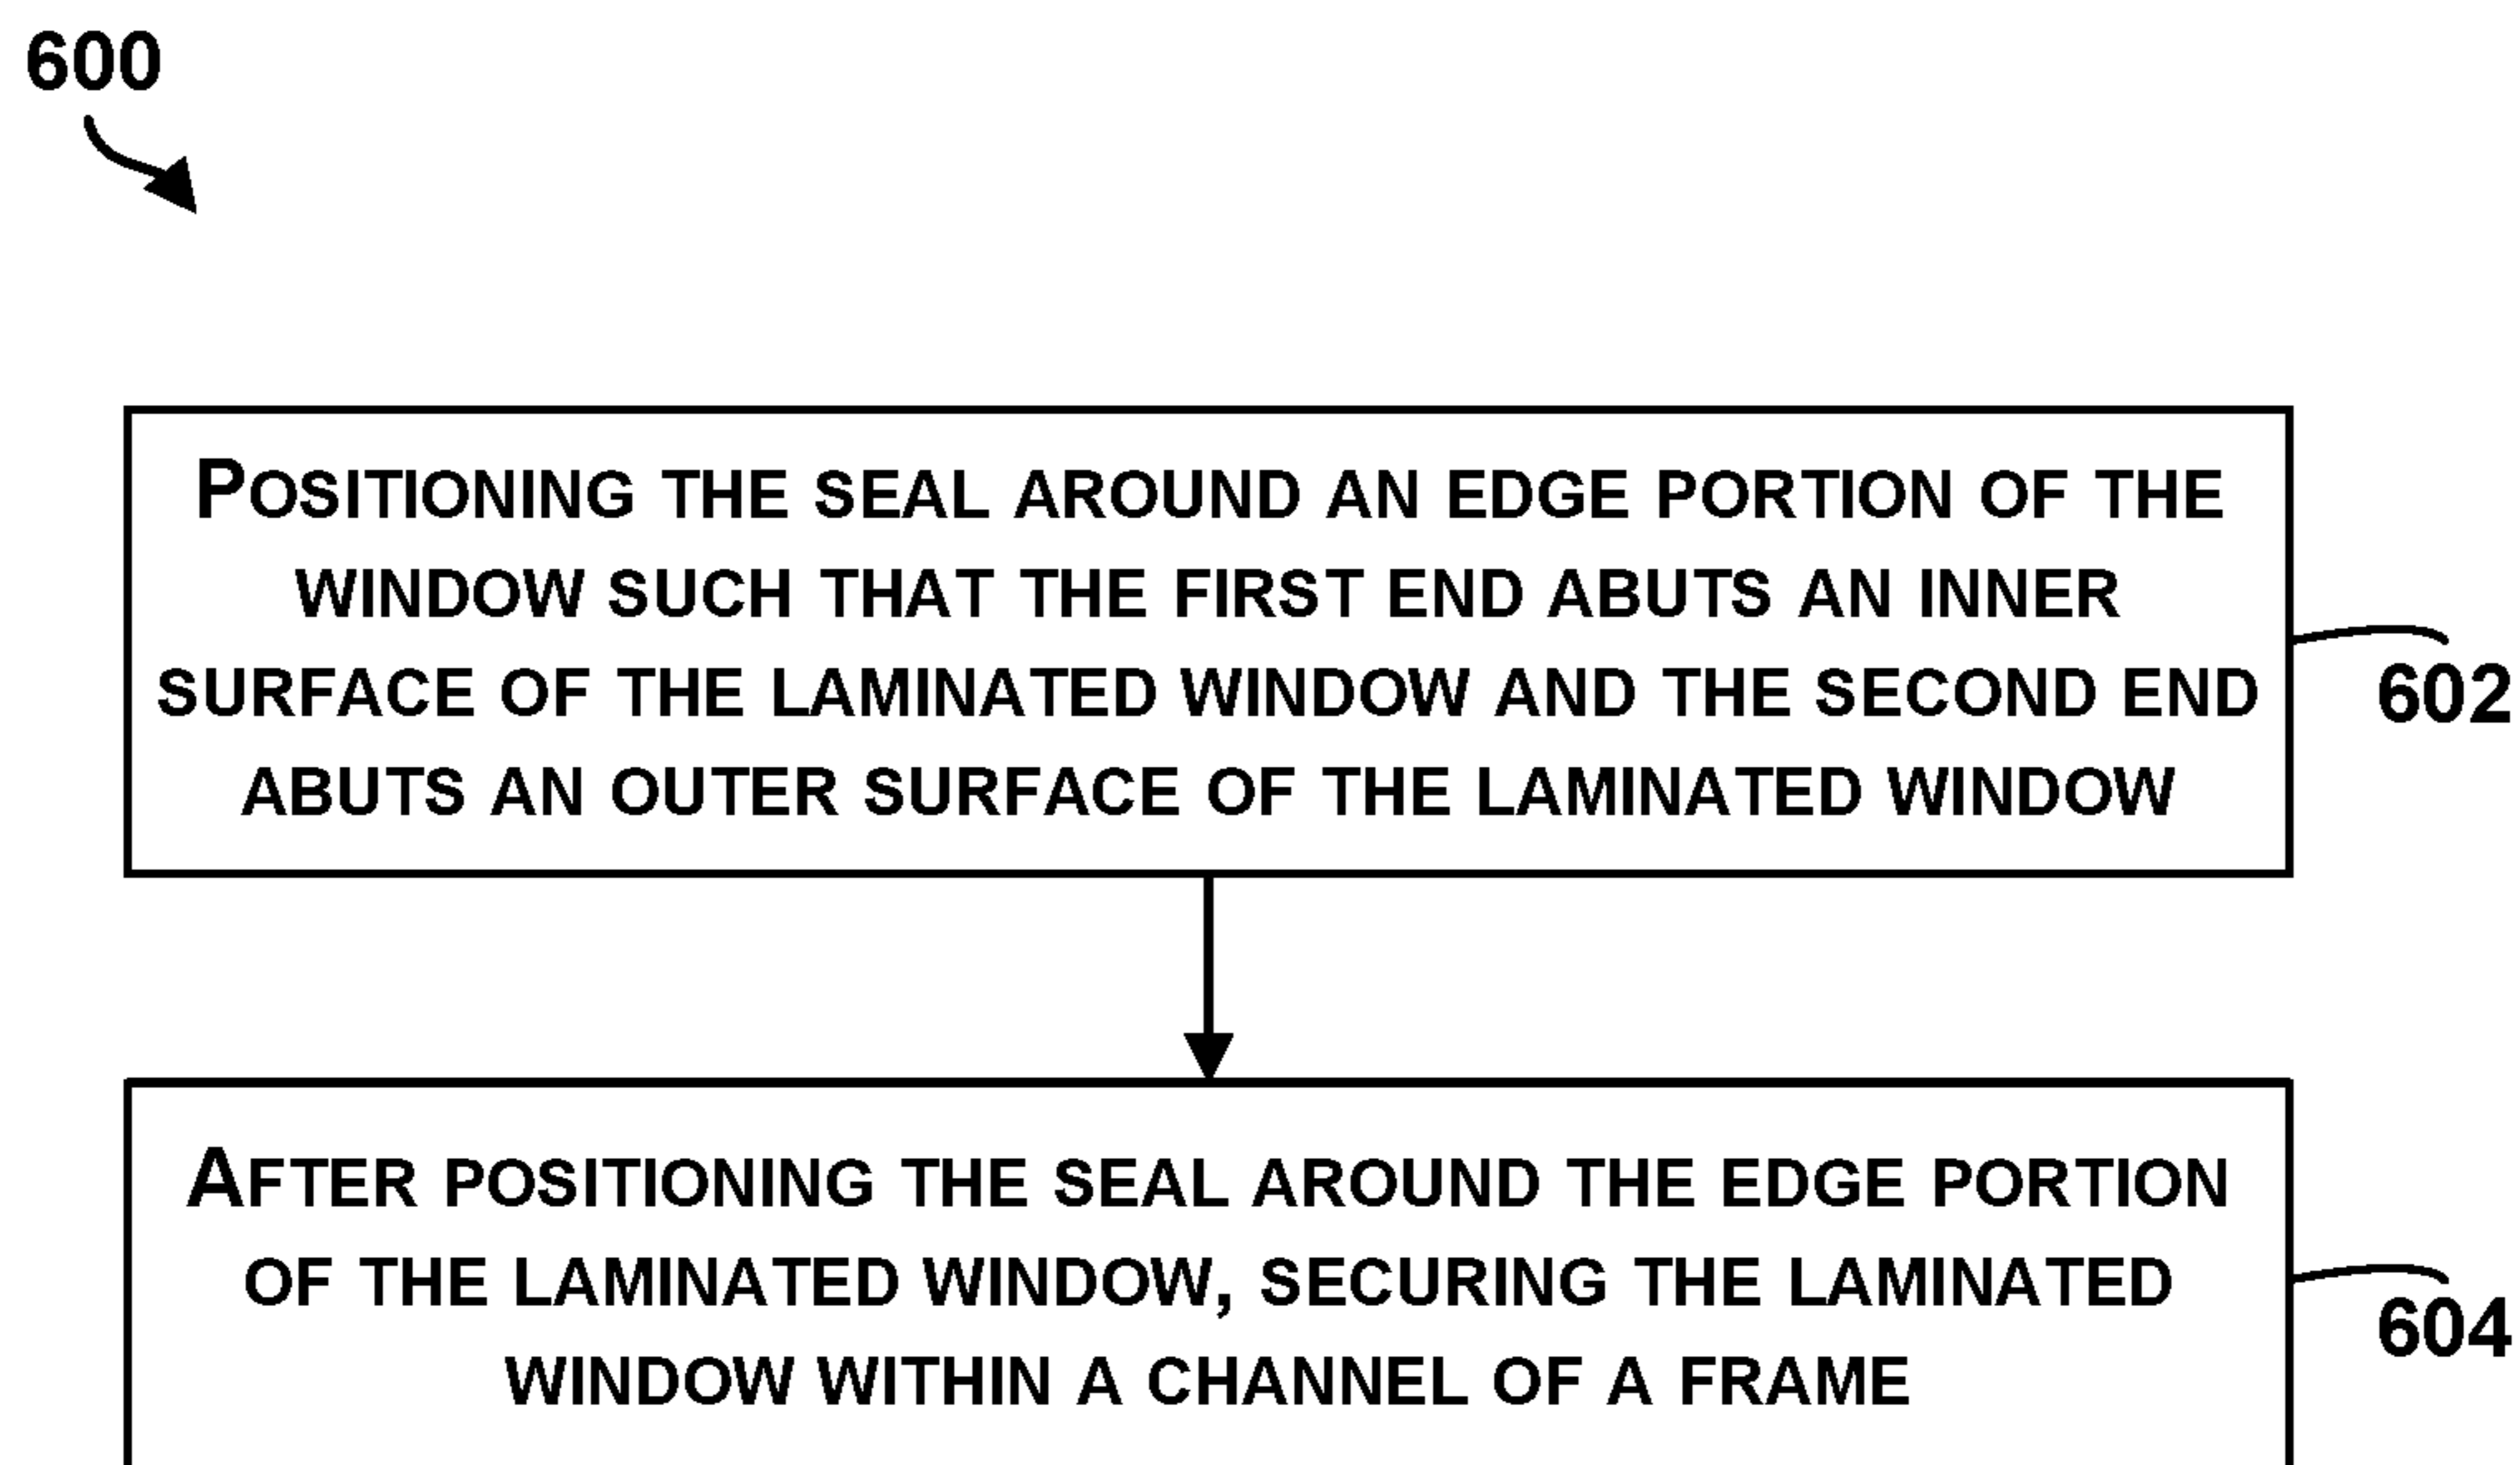 600
POSITIONING THE SEAL AROUND AN EDGE PORTION OF THE
WINDOW SUCH THAT THE FIRST END ABUTS AN INNER
SURFACE OF THE LAMINATED WINDOW AND THE SECOND END
ABUTS AN OUTER SURFACE OF THE LAMINATED WINDOW
602
AFTER POSITIONING THE SEAL AROUND THE EDGE PORTION
OF THE LAMINATED WINDOW, SECURING THE LAMINATED
WINDOW WITHIN A CHANNEL OF A FRAME
604